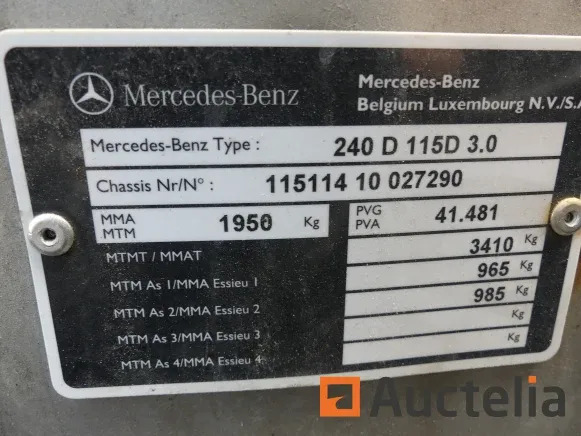 Mercedes-Benz
Mercedes-Benz
Belgium Luxembourg N.V./S.A
Mercedes-Benz Type : 240 D 115D 3.0
Chassis Nr/N° : 115114 10 027290
MMA
MTM 1950 Kg
PVG
PVA 41.481
MTMT / MMAT 3410 Kg
MTM As 1/MMA Essieu 1 965 Kg
MTM As 2/MMA Essieu 2 985 Kg
MTM As 3/MMA Essieu 3 Kg
MTM As 4/MMA Essieu 4 Kg
Auctelia